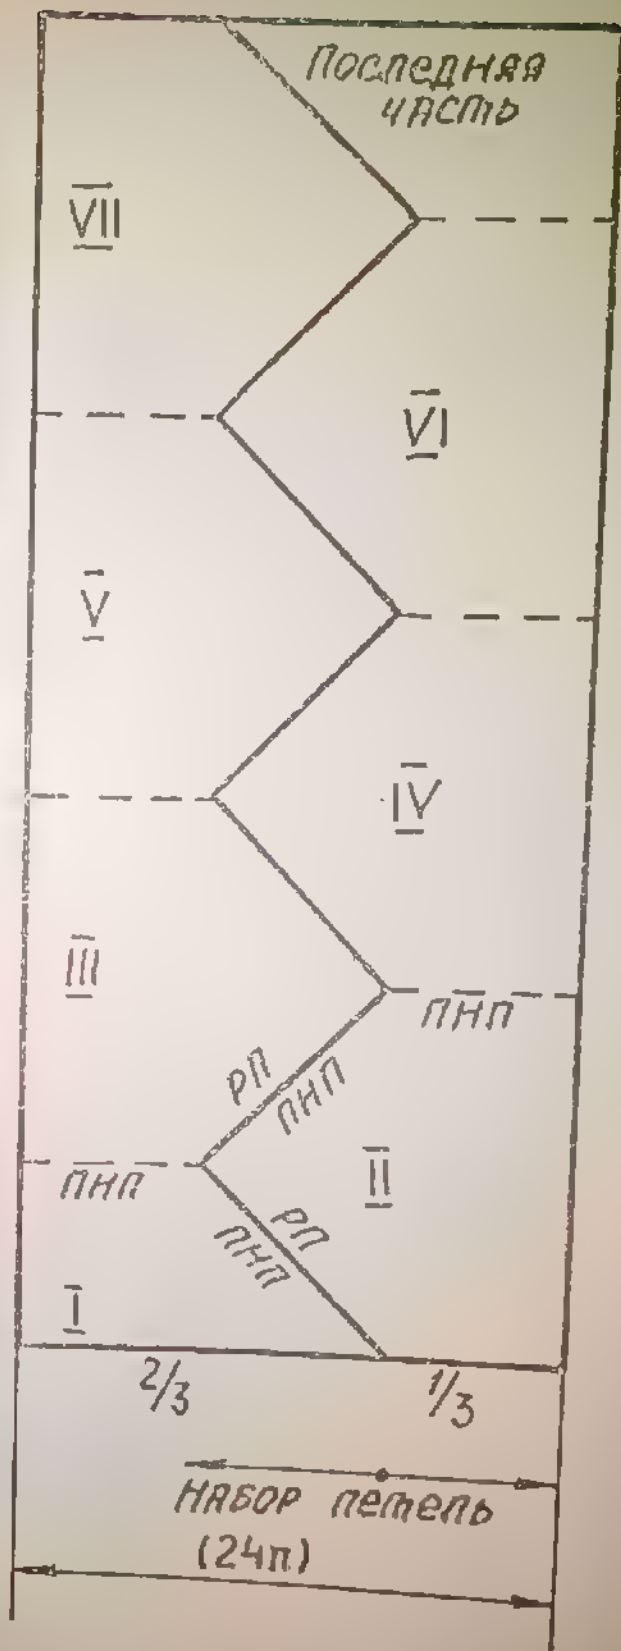 Последняя
часть
VII
VI
V
IV
III
пнп
РП
пнп
II
пнп
РП
пнп
I
2/3
1/3
НАБОР петель
(24п)